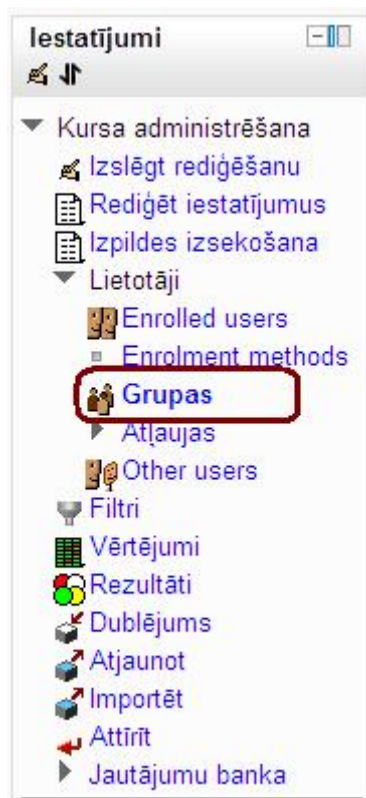 Iestatījumi
Kursa administrēšana
Izslēgt rediģēšanu
Rediģēt iestatījumus
Izpildes izsekošana
Lietotāji
Enrolled users
Enrolment methods
Grupas
Atļaujas
Other users
Filtri
Vērtējumi
Rezultāti
Dublējums
Atjaunot
Importēt
Attīrīt
Jautājumu banka